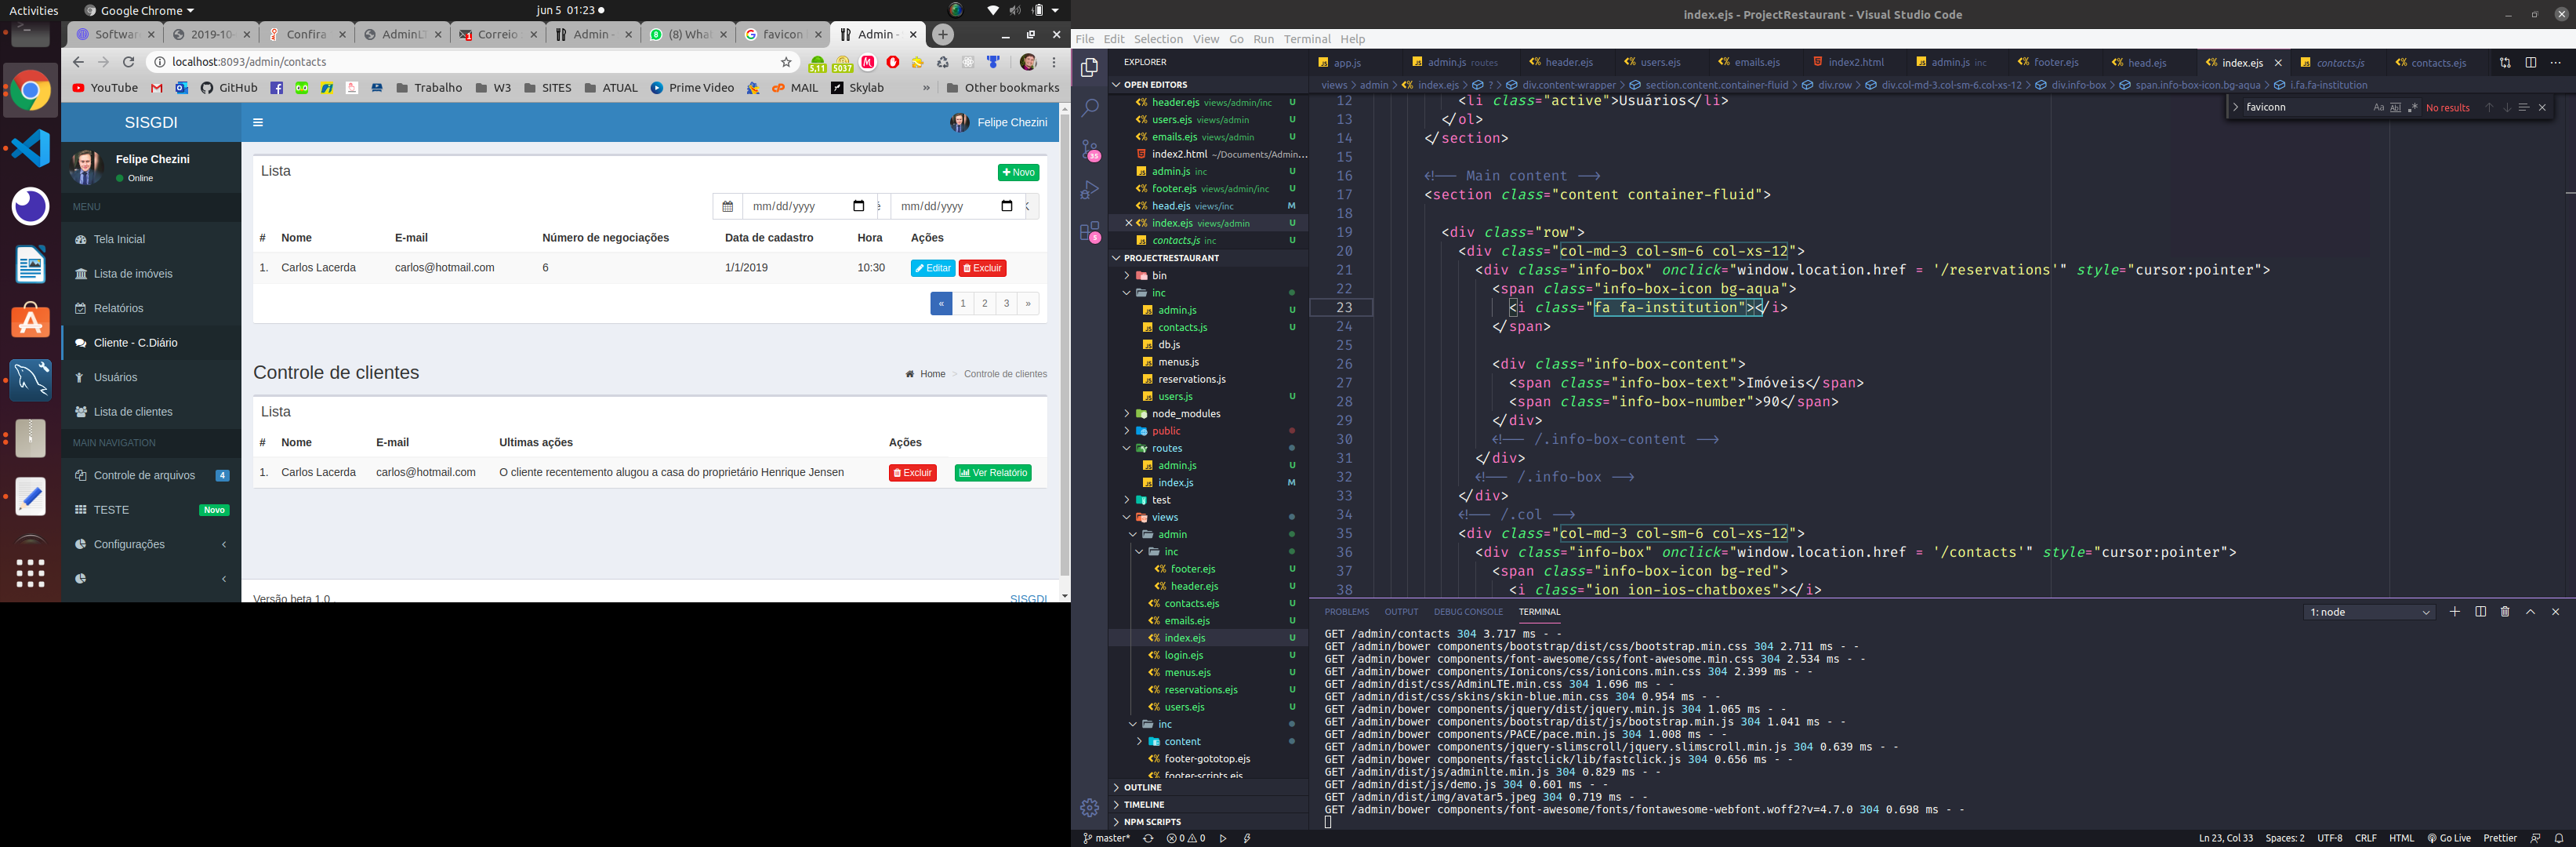 Activities
Google Chrome
jun 5 01:23
Softwar
2019-10-
Confira
AdminLT
Correio
Admin -
(8) Wha
favicon
Admin -
localhost:8093/admin/contacts
5,11
5037
YouTube
GitHub
Trabalho
W3
SITES
ATUAL
Prime Video
MAIL
Skylab
»
Other bookmarks
SISGDI
Felipe Chezini
Felipe Chezini
Online
MENU
Tela Inicial
Lista de imóveis
Relatórios
Cliente - C.Diário
Usuários
Lista de clientes
MAIN NAVIGATION
Controle de arquivos 4
TESTE Novo
Configurações
Lista
Novo
mm/dd/yyyy
mm/dd/yyyy
# Nome E-mail Número de negociações Data de cadastro Hora Ações
1. Carlos Lacerda carlos@hotmail.com 6 1/1/2019 10:30 Editar Excluir
« 1 2 3 »
Controle de clientes
Home > Controle de clientes
Lista
# Nome E-mail Ultimas ações Ações
1. Carlos Lacerda carlos@hotmail.com O cliente recentemento alugou a casa do proprietário Henrique Jensen Excluir Ver Relatório
Versão beta 1.0
SISGDI
index.ejs - ProjectRestaurant - Visual Studio Code
File Edit Selection View Go Run Terminal Help
EXPLORER
OPEN EDITORS
header.ejs views/admin/inc U
users.ejs views/admin U
emails.ejs views/admin U
index2.html ~/Documents/Admin...
admin.js inc U
footer.ejs views/admin/inc U
head.ejs views/inc M
index.ejs views/admin U
contacts.js inc U
PROJECTRESTAURANT
bin
inc
admin.js U
contacts.js U
db.js
menus.js
reservations.js
users.js U
node_modules
public
routes
admin.js U
index.js M
test
views
admin
inc
footer.ejs U
header.ejs U
contacts.ejs U
emails.ejs U
index.ejs U
login.ejs U
menus.ejs U
reservations.ejs U
users.ejs U
inc
content
footer-gototop.ejs
footer-scripts.ejs
OUTLINE
TIMELINE
NPM SCRIPTS
app.js
admin.js routes
header.ejs
users.ejs
emails.ejs
index2.html
admin.js inc
footer.ejs
head.ejs
index.ejs
contacts.js
contacts.ejs
views > admin > index.ejs > ? > div.content-wrapper > section.content.container-fluid > div.row > div.col-md-3.col-sm-6.col-xs-12 > div.info-box > span.info-box-icon.bg-aqua > i.fa.fa-institution
faviconn
No results
12 <li class="active">Usuários</li>
13 </ol>
14 </section>
15
16 <!-- Main content -->
17 <section class="content container-fluid">
18
19 <div class="row">
20 <div class="col-md-3 col-sm-6 col-xs-12">
21 <div class="info-box" onclick="window.location.href = '/reservations'" style="cursor:pointer">
22 <span class="info-box-icon bg-aqua">
23 <i class="fa fa-institution"></i>
24 </span>
25
26 <div class="info-box-content">
27 <span class="info-box-text">Imóveis</span>
28 <span class="info-box-number">90</span>
29 </div>
30 <!-- /.info-box-content -->
31 </div>
32 <!-- /.info-box -->
33 </div>
34 <!-- /.col -->
35 <div class="col-md-3 col-sm-6 col-xs-12">
36 <div class="info-box" onclick="window.location.href = '/contacts'" style="cursor:pointer">
37 <span class="info-box-icon bg-red">
38 <i class="ion ion-ios-chatboxes"></i>
PROBLEMS OUTPUT DEBUG CONSOLE TERMINAL
1: node
GET /admin/contacts 304 3.717 ms - -
GET /admin/bower components/bootstrap/dist/css/bootstrap.min.css 304 2.711 ms - -
GET /admin/bower components/font-awesome/css/font-awesome.min.css 304 2.534 ms - -
GET /admin/bower components/Ionicons/css/ionicons.min.css 304 2.399 ms - -
GET /admin/dist/css/AdminLTE.min.css 304 1.696 ms - -
GET /admin/dist/css/skins/skin-blue.min.css 304 0.954 ms - -
GET /admin/bower components/jquery/dist/jquery.min.js 304 1.065 ms - -
GET /admin/bower components/bootstrap/dist/js/bootstrap.min.js 304 1.041 ms - -
GET /admin/bower components/PACE/pace.min.js 304 1.008 ms - -
GET /admin/bower components/jquery-slimscroll/jquery.slimscroll.min.js 304 0.639 ms - -
GET /admin/bower components/fastclick/lib/fastclick.js 304 0.656 ms - -
GET /admin/dist/js/adminlte.min.js 304 0.829 ms - -
GET /admin/dist/js/demo.js 304 0.601 ms - -
GET /admin/dist/img/avatar5.jpeg 304 0.719 ms - -
GET /admin/bower components/font-awesome/fonts/fontawesome-webfont.woff2?v=4.7.0 304 0.698 ms - -
master*
0 0
Ln 23, Col 33
Spaces: 2
UTF-8
CRLF
HTML
Go Live
Prettier